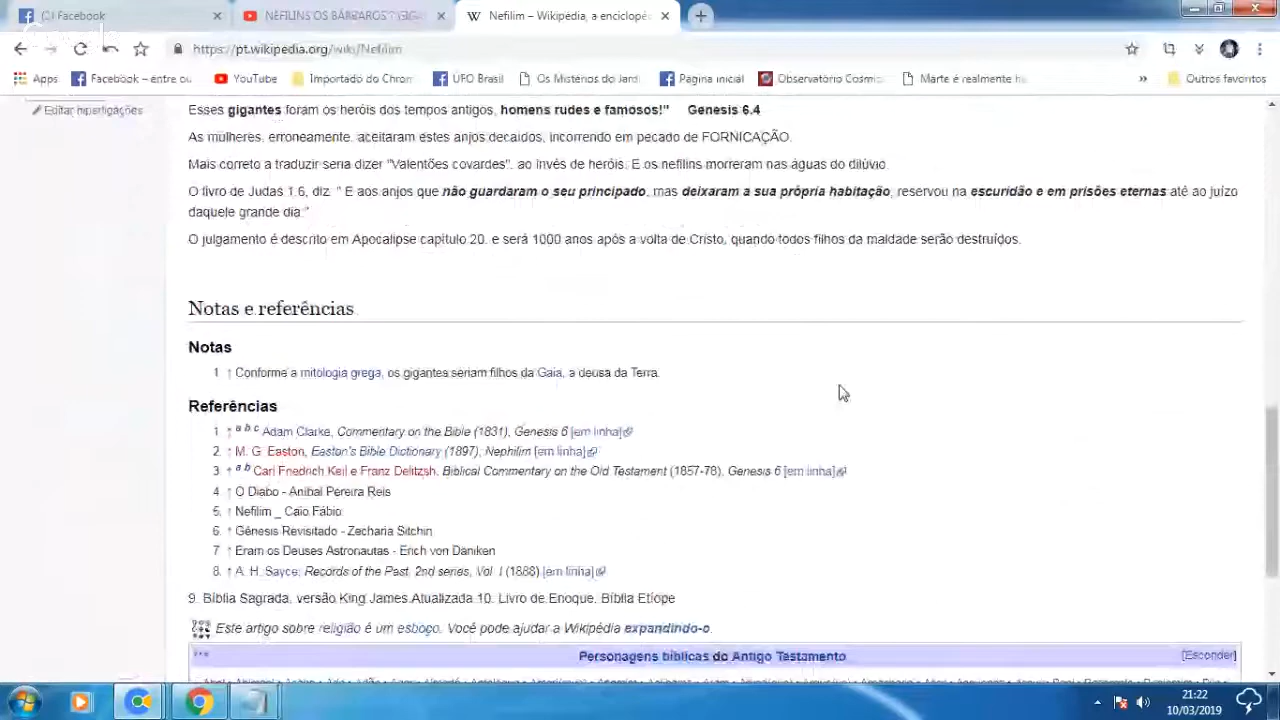 Facebook
NEFILINS OS BÁRBAROS
Nefilim – Wikipédia, a enciclopéd
https://pt.wikipedia.org/wiki/Nefilim
Apps
Facebook – entre ou
YouTube
Importado do Chrom
UFO Brasil
Os Mistérios do Jardi
Página inicial
Observatório Cosmic
Marte é realmente ha
»
Outros favoritos
Editar hiperligações
Esses gigantes foram os heróis dos tempos antigos, homens rudes e famosos!" Genesis 6.4
As mulheres, erroneamente, aceitaram estes anjos decaídos, incorrendo em pecado de FORNICAÇÃO.
Mais correto a traduzir seria dizer "Valentões covardes", ao invés de heróis. E os nefilins morreram nas águas do dilúvio.
O livro de Judas 1.6, diz: " E aos anjos que não guardaram o seu principado, mas deixaram a sua própria habitação, reservou na escuridão e em prisões eternas até ao juízo
daquele grande dia;"
O julgamento é descrito em Apocalipse capitulo 20, e será 1000 anos após a volta de Cristo, quando todos filhos da maldade serão destruídos.
Notas e referências
Notas
1 ↑ Conforme a mitologia grega, os gigantes seriam filhos da Gaia, a deusa da Terra.
Referências
1 ↑ a b c Adam Clarke, Commentary on the Bible (1831), Genesis 6 [em linha]
2. ↑ M. G. Easton, Easton's Bible Dictionary (1897), Nephilim [em linha]
3. ↑ a b Carl Friedrich Keil e Franz Delitzsh, Biblical Commentary on the Old Testament (1857-78), Genesis 6 [em linha]
4 ↑ O Diabo - Anibal Pereira Reis
5. ↑ Nefilim _ Caio Fábio
6. ↑ Gênesis Revisitado - Zecharia Sitchin
7 ↑ Eram os Deuses Astronautas - Erich von Däniken
8. ↑ A. H. Sayce, Records of the Past, 2nd series, Vol. I (1888) [em linha]
9. Bíblia Sagrada, versão King James Atualizada 10. Livro de Enoque, Bíblia Etíope
Este artigo sobre religião é um esboço. Você pode ajudar a Wikipédia expandindo-o.
Personagens bíblicas do Antigo Testamento
[Esconder]
21:22
10/03/2019